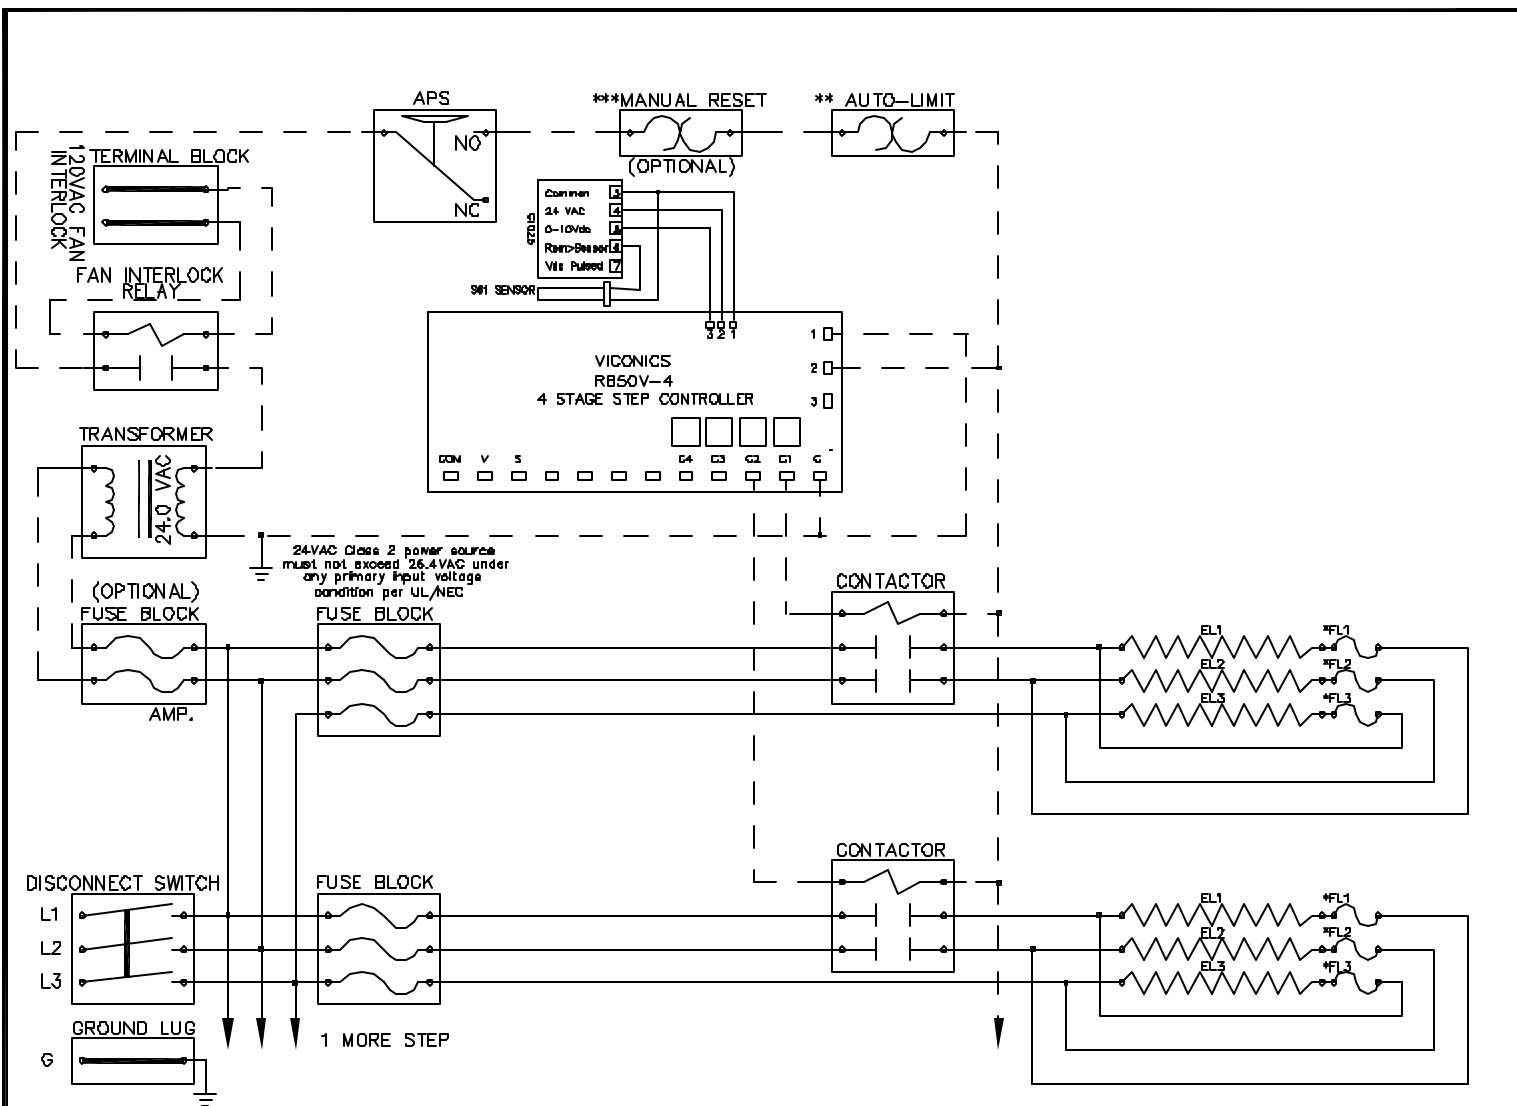 APS
***MANUAL RESET
** AUTO-LIMIT
NO
NC
(OPTIONAL)
TERMINAL BLOCK
120VAC FAN
INTERLOCK
FAN INTERLOCK
RELAY
Common 3
24 VAC 4
0-10Vdc
6
Vdc Pulsed 7
SENSOR
3 2 1
1
2
3
VICONICS
R850V-4
4 STAGE STEP CONTROLLER
COM V S C4 C3 C2 C1 C
TRANSFORMER
24.0 VAC
24VAC Class 2 power source
must not exceed 26.4VAC under
any primary input voltage
condition per UL/NEC
(OPTIONAL)
FUSE BLOCK
AMP.
FUSE BLOCK
CONTACTOR
EL1 *FL1
EL2 *FL2
EL3 *FL3
DISCONNECT SWITCH
L1
L2
L3
FUSE BLOCK
CONTACTOR
EL1 *FL1
EL2 *FL2
EL3 *FL3
GROUND LUG
G
1 MORE STEP